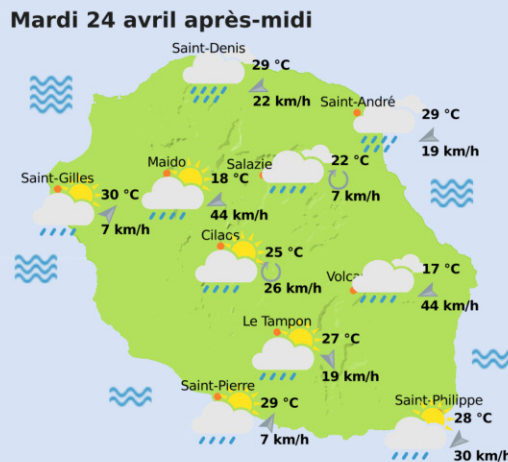 Mardi 24 avril après-midi
Saint-Denis
29 °C
22 km/h
Saint-André
29 °C
19 km/h
Maido
18 °C
44 km/h
Salazie
22 °C
7 km/h
Saint-Gilles
30 °C
7 km/h
Cilaos
25 °C
26 km/h
Volca
17 °C
44 km/h
Le Tampon
27 °C
19 km/h
Saint-Pierre
29 °C
7 km/h
Saint-Philippe
28 °C
30 km/h